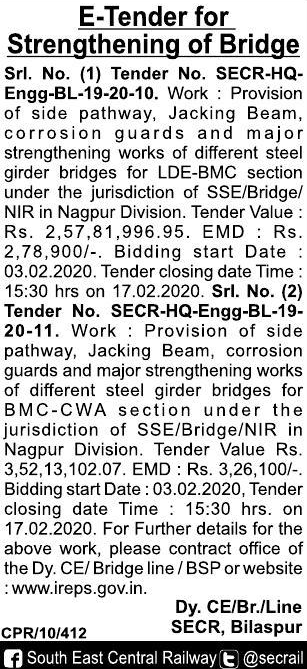 E-Tender for
Strengthening of Bridge
Srl. No. (1) Tender No. SECR-HQ-
Engg-BL-19-20-10. Work : Provision
of side pathway, Jacking Beam,
corrosion guards and major
strengthening works of different steel
girder bridges for LDE-BMC section
under the jurisdiction of SSE/Bridge/
NIR in Nagpur Division. Tender Value :
Rs. 2,57,81,996.95. EMD : Rs.
2,78,900/-. Bidding start Date :
03.02.2020. Tender closing date Time :
15:30 hrs on 17.02.2020. Srl. No. (2)
Tender No. SECR-HQ-Engg-BL-19-
20-11. Work : Provision of side
pathway, Jacking Beam, corrosion
guards and major strengthening works
of different steel girder bridges for
BMC-CWA section under the
jurisdiction of SSE/Bridge/NIR in
Nagpur Division. Tender Value Rs.
3,52,13,102.07. EMD : Rs. 3,26,100/-.
Bidding start Date : 03.02.2020, Tender
closing date Time : 15:30 hrs. on
17.02.2020. For Further details for the
above work, please contract office of
the Dy. CE/ Bridge line / BSP or website
: www.ireps.gov.in.
Dy. CE/Br./Line
CPR/10/412 SECR, Bilaspur
f South East Central Railway @secrail